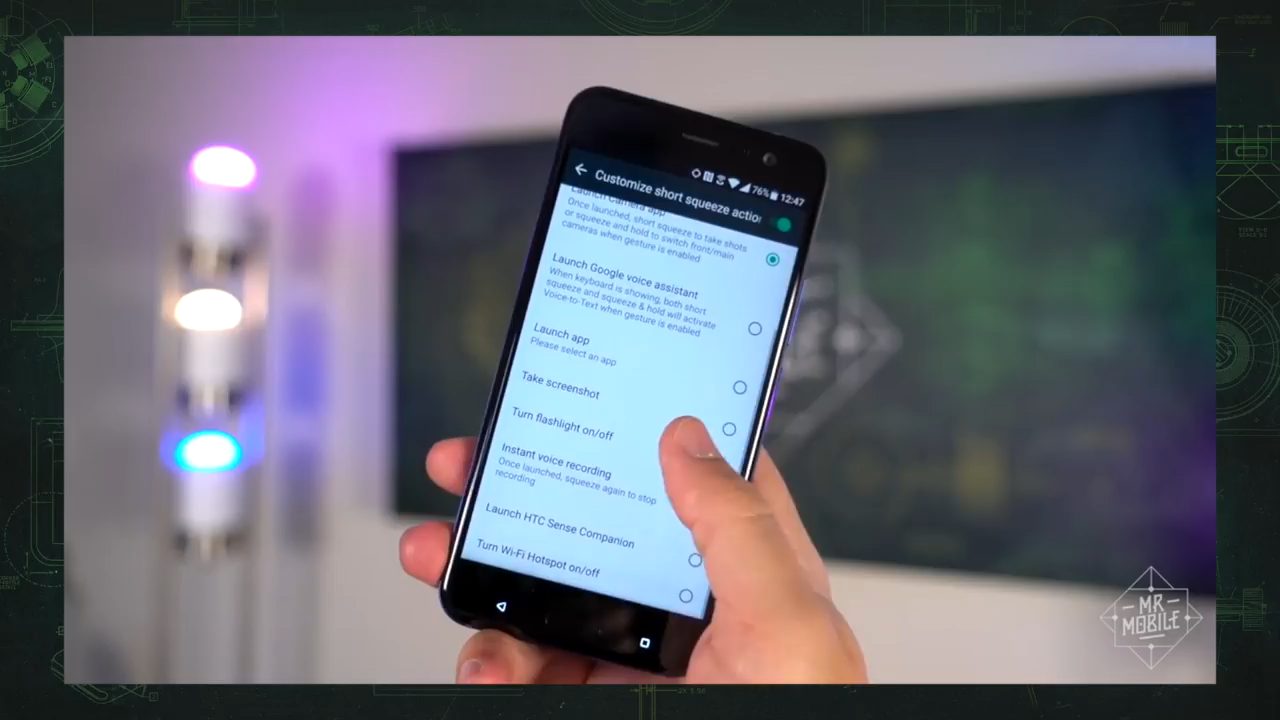 76% 12:47
Customize short squeeze actio
Launch Camera app
Once launched, short squeeze to take shots
or squeeze and hold to switch front/main
cameras when gesture is enabled
Launch Google voice assistant
When keyboard is showing, both short
squeeze and squeeze & hold will activate
Voice-to-Text when gesture is enabled
Launch app
Please select an app
Take screenshot
Turn flashlight on/off
Instant voice recording
Once launched, squeeze again to stop
recording
Launch HTC Sense Companion
Turn Wi-Fi Hotspot on/off
MR
MOBILE